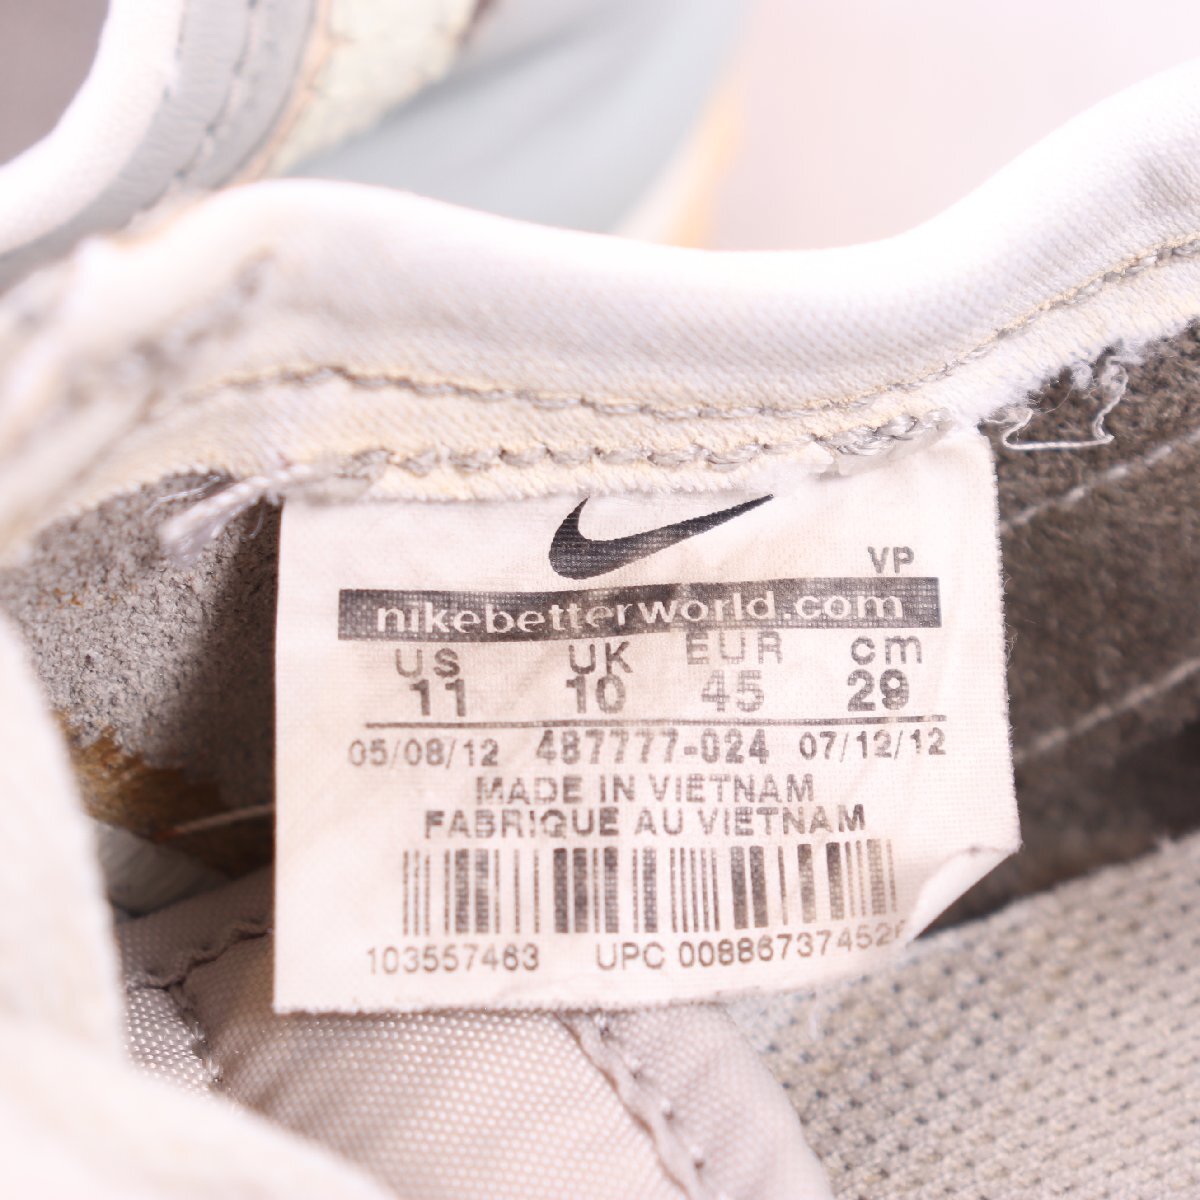 VP
nikebetterworld.com
US UK EUR cm
11 10 45 29
05/08/12 487777-024 07/12/12
MADE IN VIETNAM
FABRIQUE AU VIETNAM
103557463 UPC